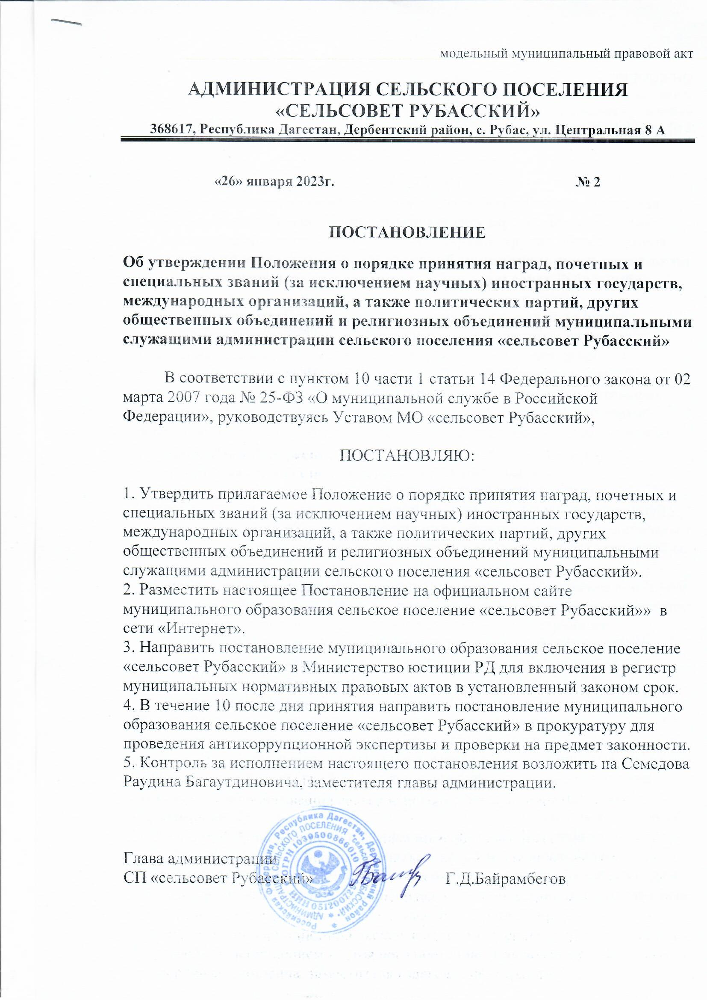 модельный муниципальный правовой акт
АДМИНИСТРАЦИЯ СЕЛЬСКОГО ПОСЕЛЕНИЯ
«СЕЛЬСОВЕТ РУБАССКИЙ»
368617, Республика Дагестан, Дербентский район, с. Рубас, ул. Центральная 8 А
«26» января 2023г. № 2
ПОСТАНОВЛЕНИЕ
Об утверждении Положения о порядке принятия наград, почетных и
специальных званий (за исключением научных) иностранных государств,
международных организаций, а также политических партий, других
общественных объединений и религиозных объединений муниципальными
служащими администрации сельского поселения «сельсовет Рубасский»
В соответствии с пунктом 10 части 1 статьи 14 Федерального закона от 02
марта 2007 года № 25-ФЗ «О муниципальной службе в Российской
Федерации», руководствуясь Уставом МО «сельсовет Рубасский»,
ПОСТАНОВЛЯЮ:
1. Утвердить прилагаемое Положение о порядке принятия наград, почетных и
специальных званий (за исключением научных) иностранных государств,
международных организаций, а также политических партий, других
общественных объединений и религиозных объединений муниципальными
служащими администрации сельского поселения «сельсовет Рубасский».
2. Разместить настоящее Постановление на официальном сайте
муниципального образования сельское поселение «сельсовет Рубасский»» в
сети «Интернет».
3. Направить постановление муниципального образования сельское поселение
«сельсовет Рубасский» в Министерство юстиции РД для включения в регистр
муниципальных нормативных правовых актов в установленный законом срок.
4. В течение 10 после дня принятия направить постановление муниципального
образования сельское поселение «сельсовет Рубасский» в прокуратуру для
проведения антикоррупционной экспертизы и проверки на предмет законности.
5. Контроль за исполнением настоящего постановления возложить на Семедова
Раудина Багаутдиновича, заместителя главы администрации.
Глава администрации
СП «сельсовет Рубасский» Г.Д.Байрамбегов
Российская Федерация, Республика Дагестан, Дербентский район *
АДМИНИСТРАЦИЯ СЕЛЬСКОГО ПОСЕЛЕНИЯ "сельсовет РУБАССКИЙ" *
ОГРН 1030500866010
ИНН